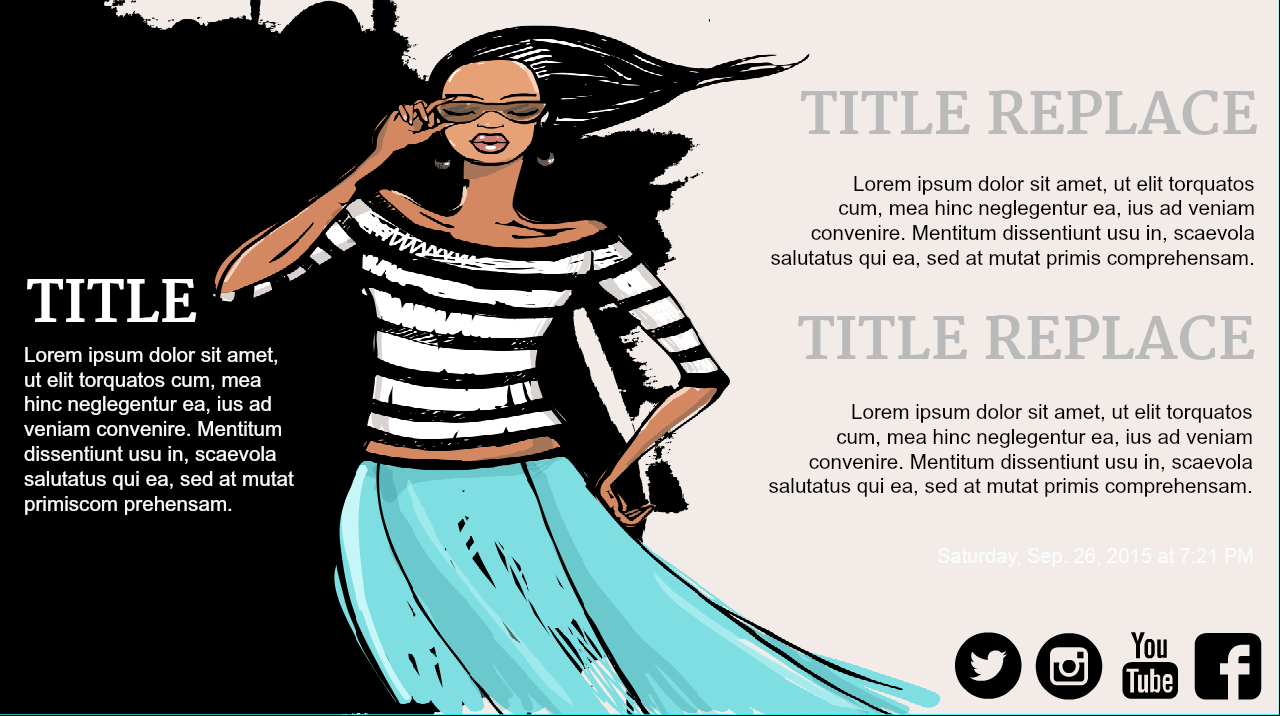 TITLE
Lorem ipsum dolor sit amet,
ut elit torquatos cum, mea
hinc neglegentur ea, ius ad
veniam convenire. Mentitum
dissentiunt usu in, scaevola
salutatus qui ea, sed at mutat
primiscom prehensam.
TITLE REPLACE
Lorem ipsum dolor sit amet, ut elit torquatos
cum, mea hinc neglegentur ea, ius ad veniam
convenire. Mentitum dissentiunt usu in, scaevola
salutatus qui ea, sed at mutat primis comprehensam.
TITLE REPLACE
Lorem ipsum dolor sit amet, ut elit torquatos
cum, mea hinc neglegentur ea, ius ad veniam
convenire. Mentitum dissentiunt usu in, scaevola
salutatus qui ea, sed at mutat primis comprehensam.
Saturday, Sep. 26, 2015 at 7:21 PM
You
Tube